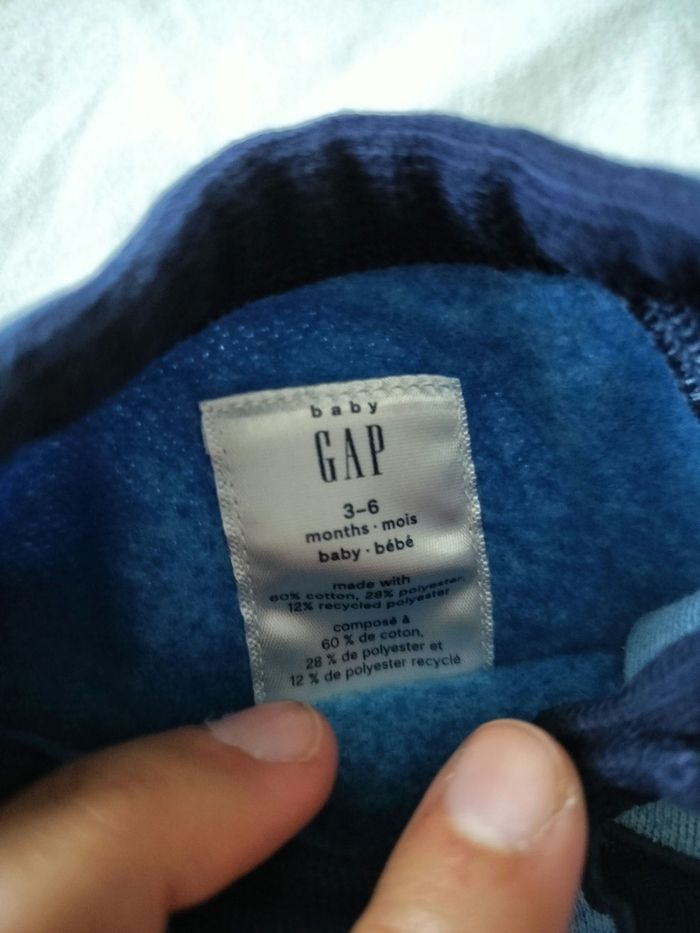 baby
GAP
3-6
months · mois
baby · bébé
made with
60% cotton, 28% polyester,
12% recycled polyester
composé à
60 % de coton,
28 % de polyester et
12 % de polyester recyclé